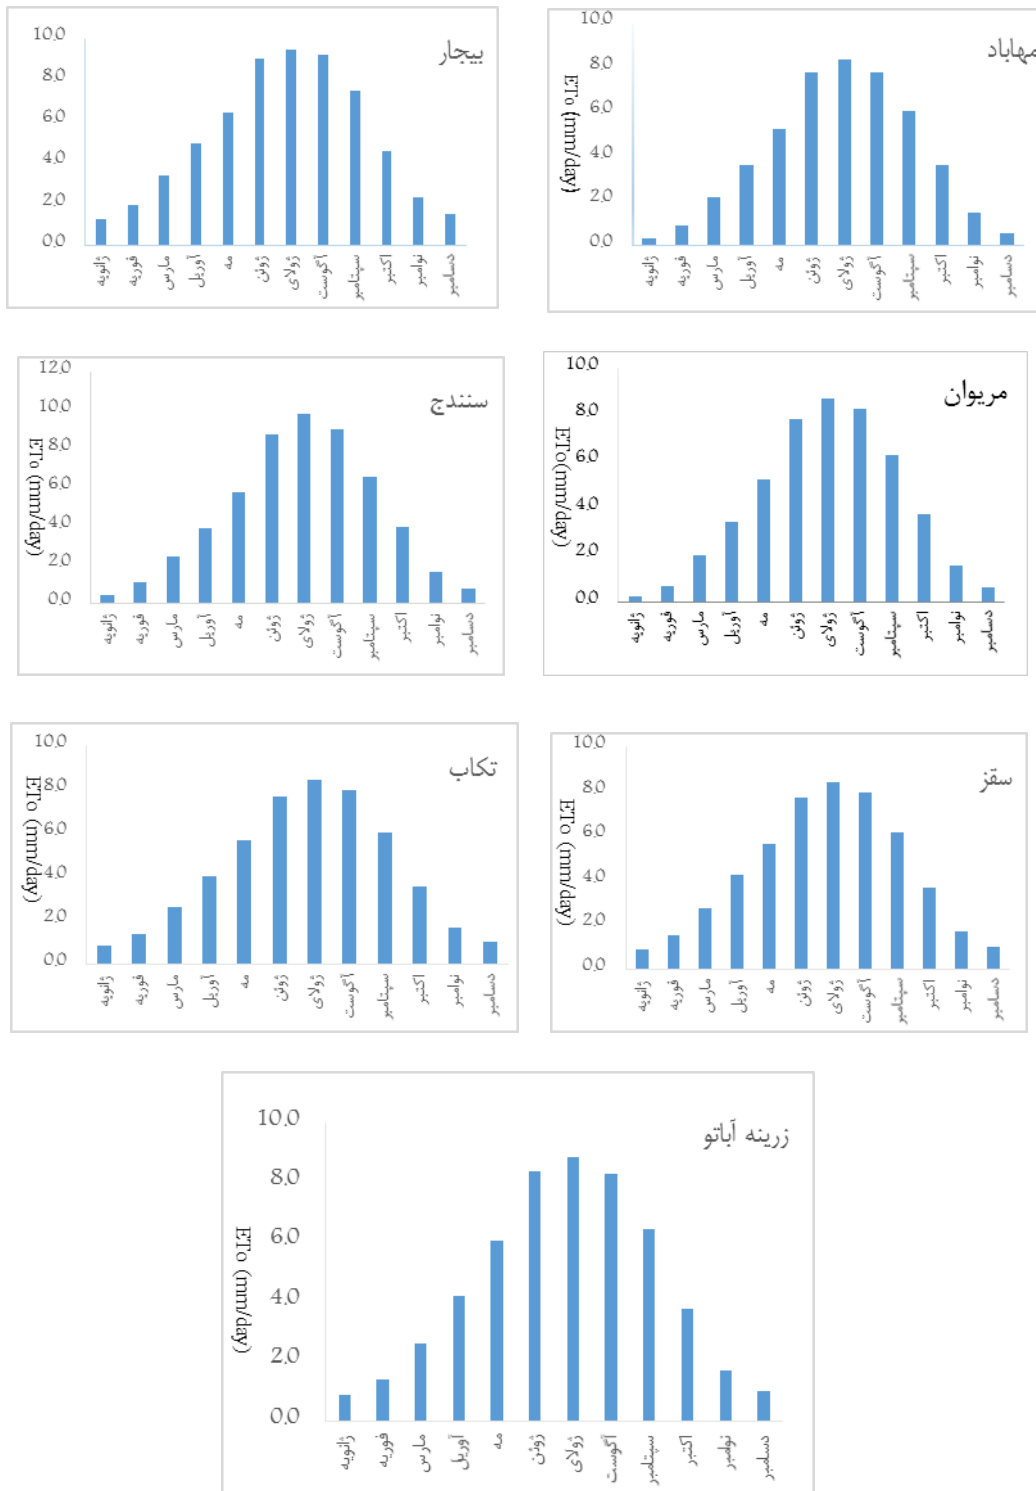 بیجار
10.0
8.0
6.0
4.0
2.0
0.0
ژانویه
فوریه
مارس
آوریل
مه
ژوئن
ژولای
آگوست
سپتامبر
اکتبر
نوامبر
دسامبر
مهاباد
ETo (mm/day)
10.0
8.0
6.0
4.0
2.0
0.0
ژانویه
فوریه
مارس
آوریل
مه
ژوئن
ژولای
آگوست
سپتامبر
اکتبر
نوامبر
دسامبر
سنندج
ETo (mm/day)
12.0
10.0
8.0
6.0
4.0
2.0
0.0
ژانویه
فوریه
مارس
آوریل
مه
ژوئن
ژولای
آگوست
سپتامبر
اکتبر
نوامبر
دسامبر
مریوان
ETo(mm/day)
10.0
8.0
6.0
4.0
2.0
0.0
ژانویه
فوریه
مارس
آوریل
مه
ژوئن
ژولای
آگوست
سپتامبر
اکتبر
نوامبر
دسامبر
تکاب
ETo (mm/day)
10.0
8.0
6.0
4.0
2.0
0.0
ژانویه
فوریه
مارس
آوریل
مه
ژوئن
ژولای
آگوست
سپتامبر
اکتبر
نوامبر
دسامبر
سقز
ETo (mm/day)
10.0
8.0
6.0
4.0
2.0
0.0
ژانویه
فوریه
مارس
آوریل
مه
ژوئن
ژولای
آگوست
سپتامبر
اکتبر
نوامبر
دسامبر
زرینه آباتو
ETo (mm/day)
10.0
8.0
6.0
4.0
2.0
0.0
ژانویه
فوریه
مارس
آوریل
مه
ژوئن
ژولای
آگوست
سپتامبر
اکتبر
نوامبر
دسامبر